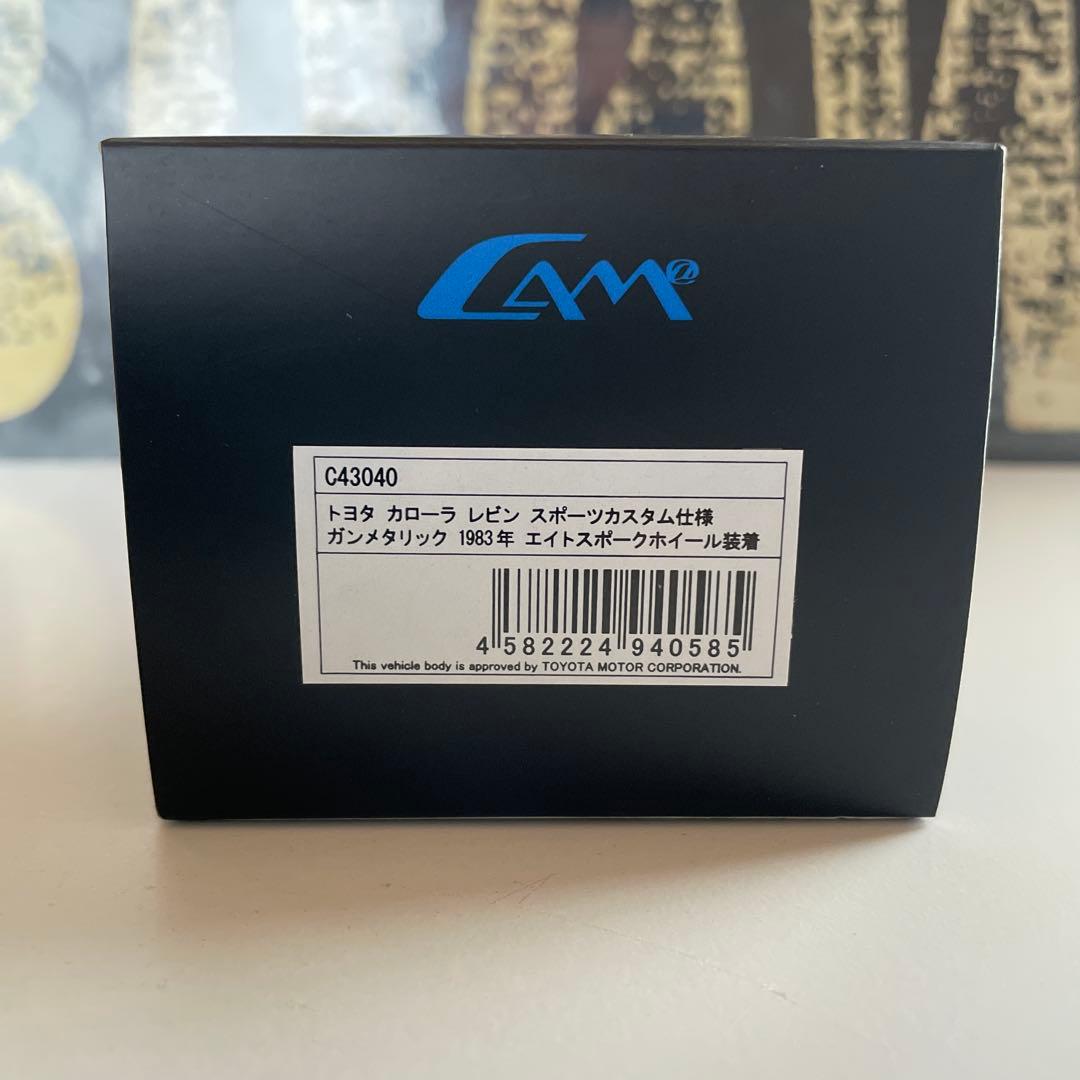 CAM@
C43040
トヨタ カローラ レビン スポーツカスタム仕様
ガンメタリック 1983年 エイトスポークホイール装着
4 582224 940585
This vehicle body is approved by TOYOTA MOTOR CORPORATION.